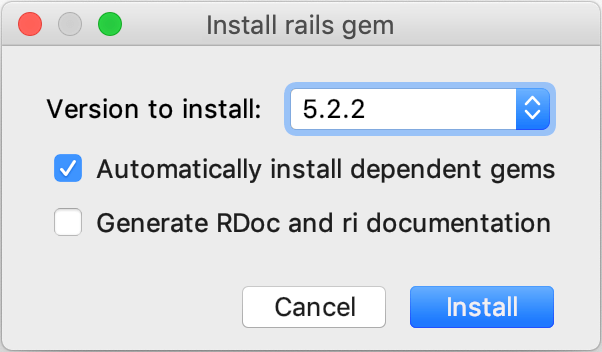 Install rails gem
Version to install: 5.2.2
Automatically install dependent gems
Generate RDoc and ri documentation
Cancel Install